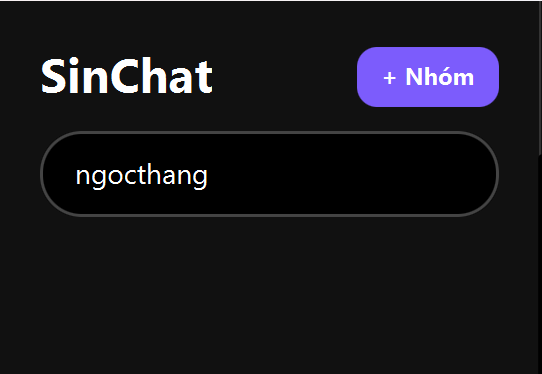 SinChat
+ Nhóm
ngocthang